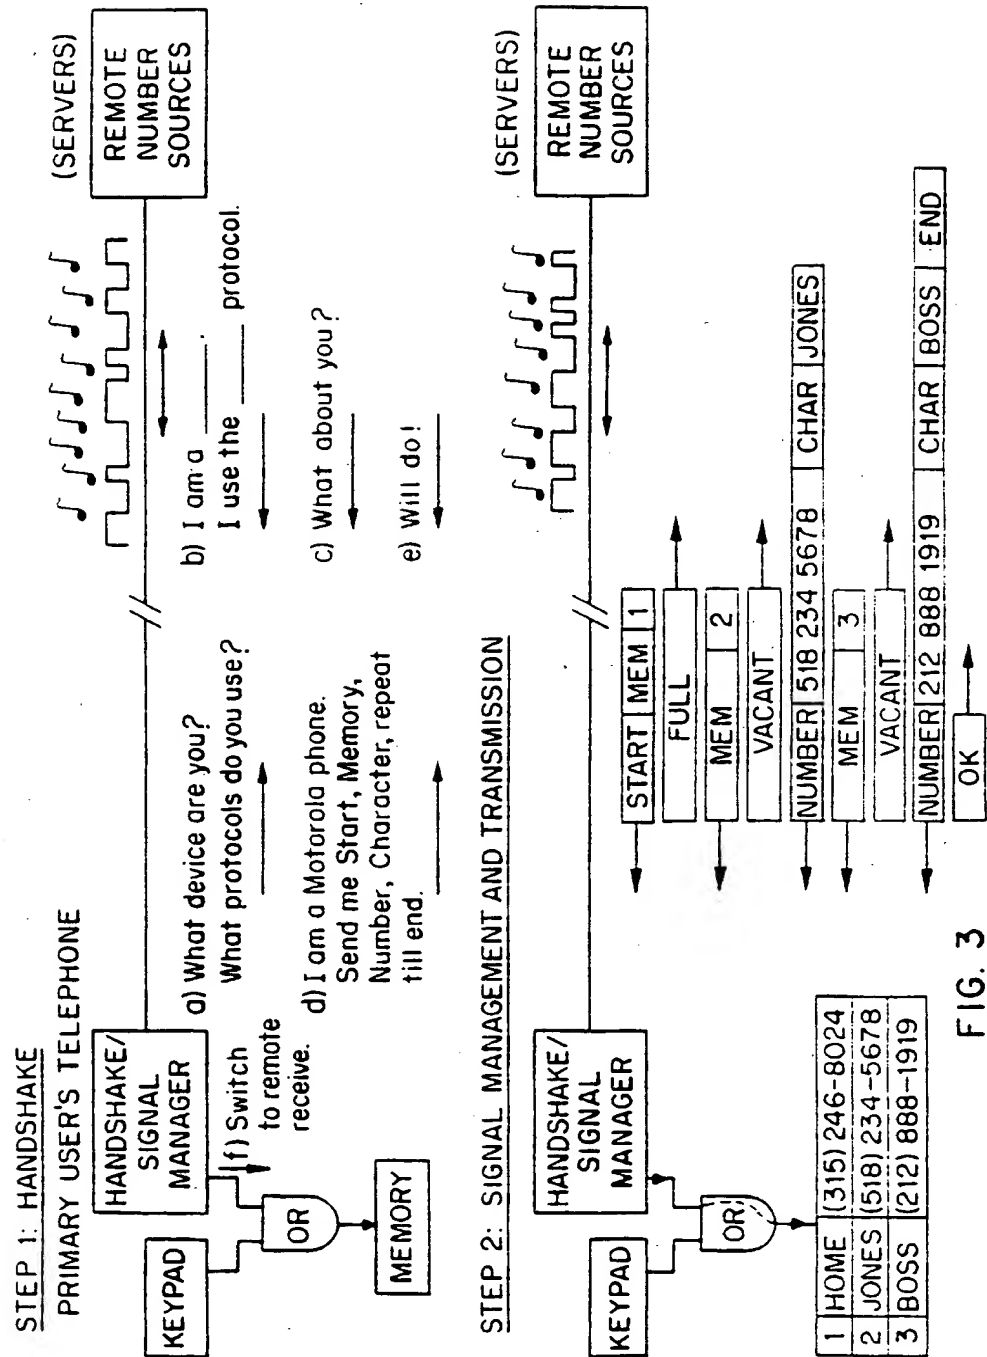 STEP 1: HANDSHAKE
PRIMARY USER'S TELEPHONE
(SERVERS)
KEYPAD
HANDSHAKE/
SIGNAL
MANAGER
REMOTE
NUMBER
SOURCES
OR
MEMORY
f) Switch
to remote
receive.
a) What device are you?
What protocols do you use?
b) I am a ______.
I use the ______ protocol.
c) What about you?
d) I am a Motorola phone.
Send me Start, Memory,
Number, Character, repeat
till end.
e) Will do!
STEP 2: SIGNAL MANAGEMENT AND TRANSMISSION
(SERVERS)
KEYPAD
HANDSHAKE/
SIGNAL
MANAGER
REMOTE
NUMBER
SOURCES
OR
1 HOME (315) 246-8024
2 JONES (518) 234-5678
3 BOSS (212) 888-1919
START MEM 1
FULL
MEM 2
VACANT
NUMBER 518 234 5678 CHAR JONES
MEM 3
VACANT
NUMBER 212 888 1919 CHAR BOSS END
OK
FIG. 3